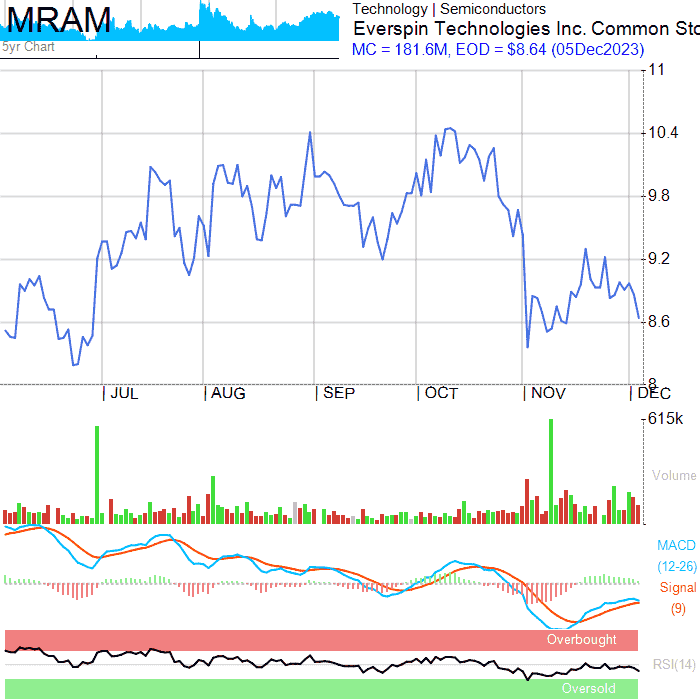 MRAM
5yr Chart
Technology | Semiconductors
Everspin Technologies Inc. Common Sto
MC = 181.6M, EOD = $8.64 (05Dec2023)
11
10.4
9.8
9.2
8.6
8
JUL
AUG
SEP
OCT
NOV
DEC
615k
Volume
MACD
(12-26)
Signal
(9)
Overbought
RSI(14)
Oversold